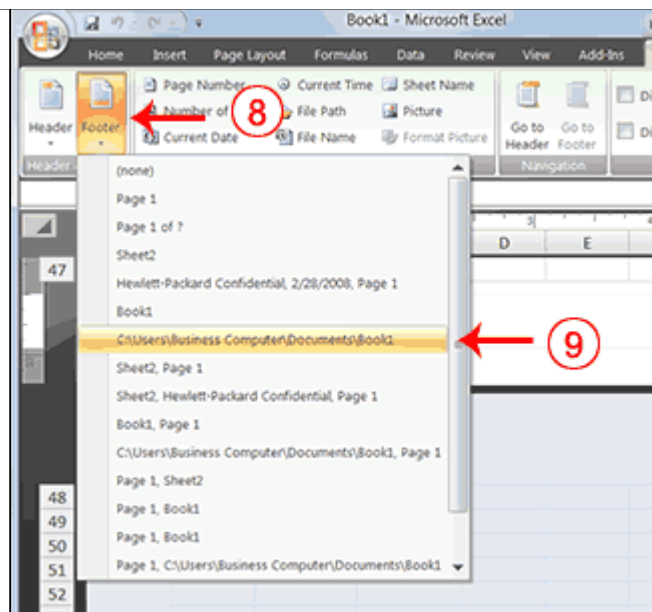 Book1 - Microsoft Excel
Home Insert Page Layout Formulas Data Review View Add-Ins
Page Number Current Time Sheet Name
Header Footer Number of File Path Picture Go to Header Go to Footer
8
Current Date File Name Format Picture
Header Navigation
(none)
Page 1
Page 1 of ?
Sheet2
Hewlett-Packard Confidential, 2/28/2008, Page 1
Book1
C:\Users\Business Computer\Documents\Book1
9
Sheet2, Page 1
Sheet2, Hewlett-Packard Confidential, Page 1
Book1, Page 1
C:\Users\Business Computer\Documents\Book1, Page 1
Page 1, Sheet2
Page 1, Book1
Page 1, Book1
Page 1, C:\Users\Business Computer\Documents\Book1
3
D E
47
48
49
50
51
52